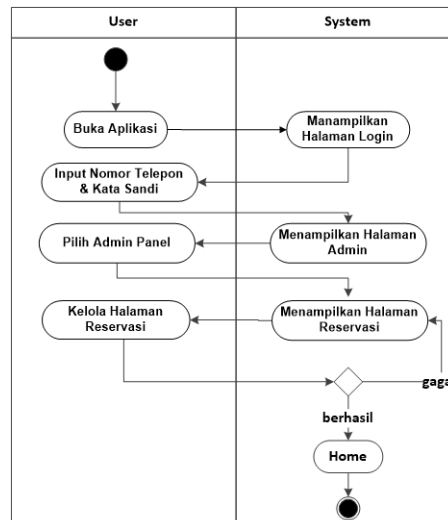 User
System
Buka Aplikasi
Manampilkan
Halaman Login
Input Nomor Telepon
& Kata Sandi
Menampilkan Halaman
Admin
Pilih Admin Panel
Menampilkan Halaman
Reservasi
Kelola Halaman
Reservasi
gaga
berhasil
Home